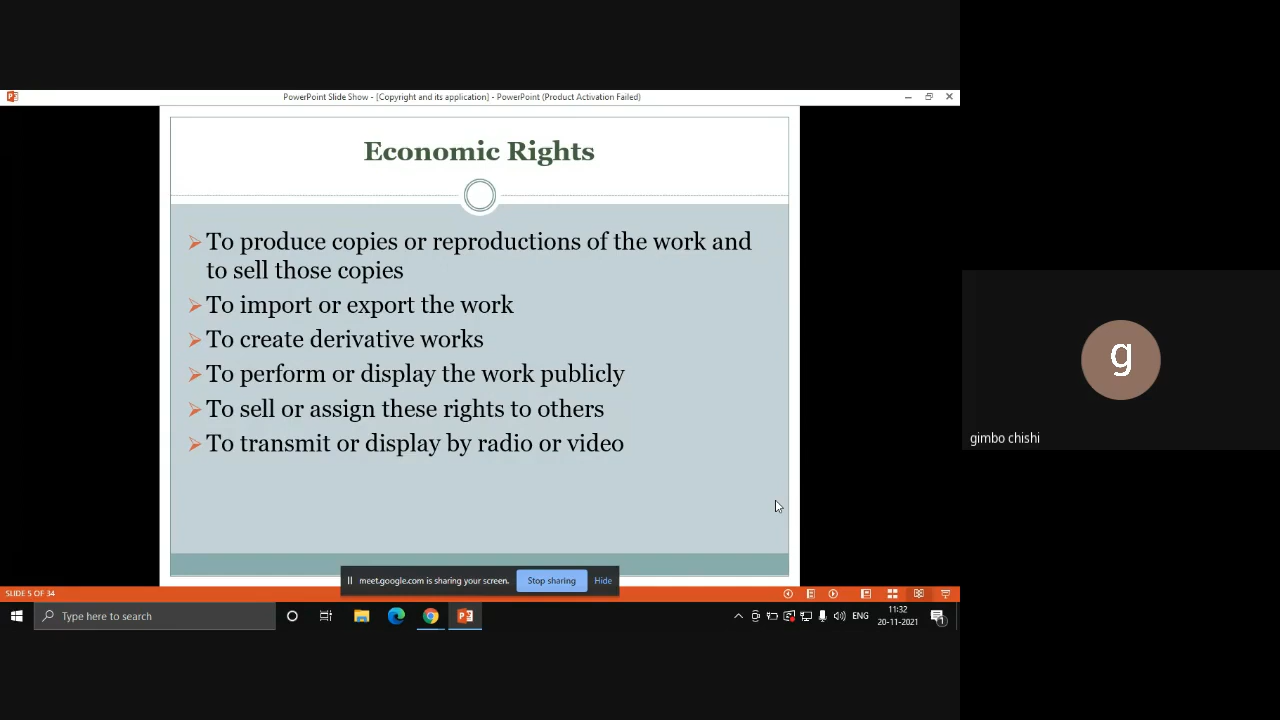 PowerPoint Slide Show - [Copyright and its application] - PowerPoint (Product Activation Failed)
Economic Rights
To produce copies or reproductions of the work and
to sell those copies
To import or export the work
To create derivative works
To perform or display the work publicly
To sell or assign these rights to others
To transmit or display by radio or video
g
gimbo chishi
meet.google.com is sharing your screen. Stop sharing Hide
SLIDE 5 OF 34
Type here to search
ENG
11:32
20-11-2021
1